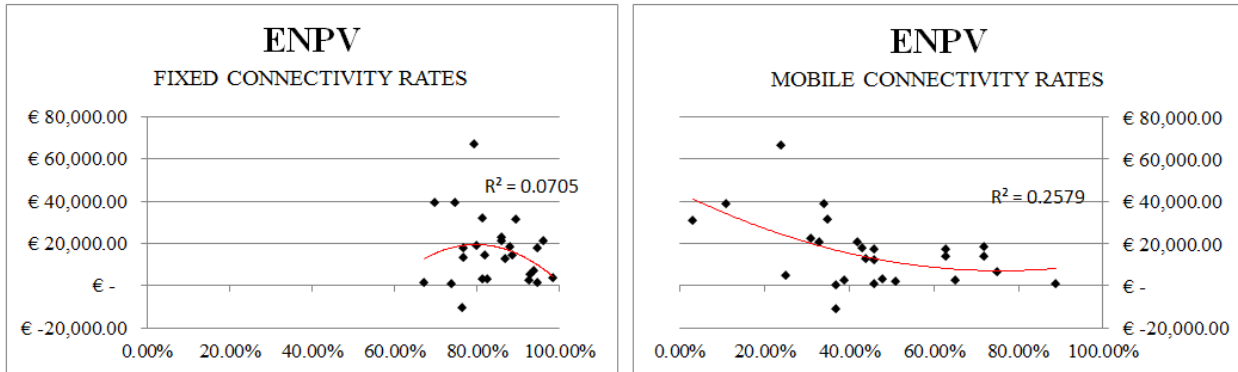 ENPV
FIXED CONNECTIVITY RATES
€ 80,000.00
€ 60,000.00
€ 40,000.00
€ 20,000.00
€ -
€ -20,000.00
R² = 0.0705
0.00% 20.00% 40.00% 60.00% 80.00% 100.00%
ENPV
MOBILE CONNECTIVITY RATES
€ 80,000.00
€ 60,000.00
€ 40,000.00
€ 20,000.00
€ -
€ -20,000.00
R² = 0.2579
0.00% 20.00% 40.00% 60.00% 80.00% 100.00%